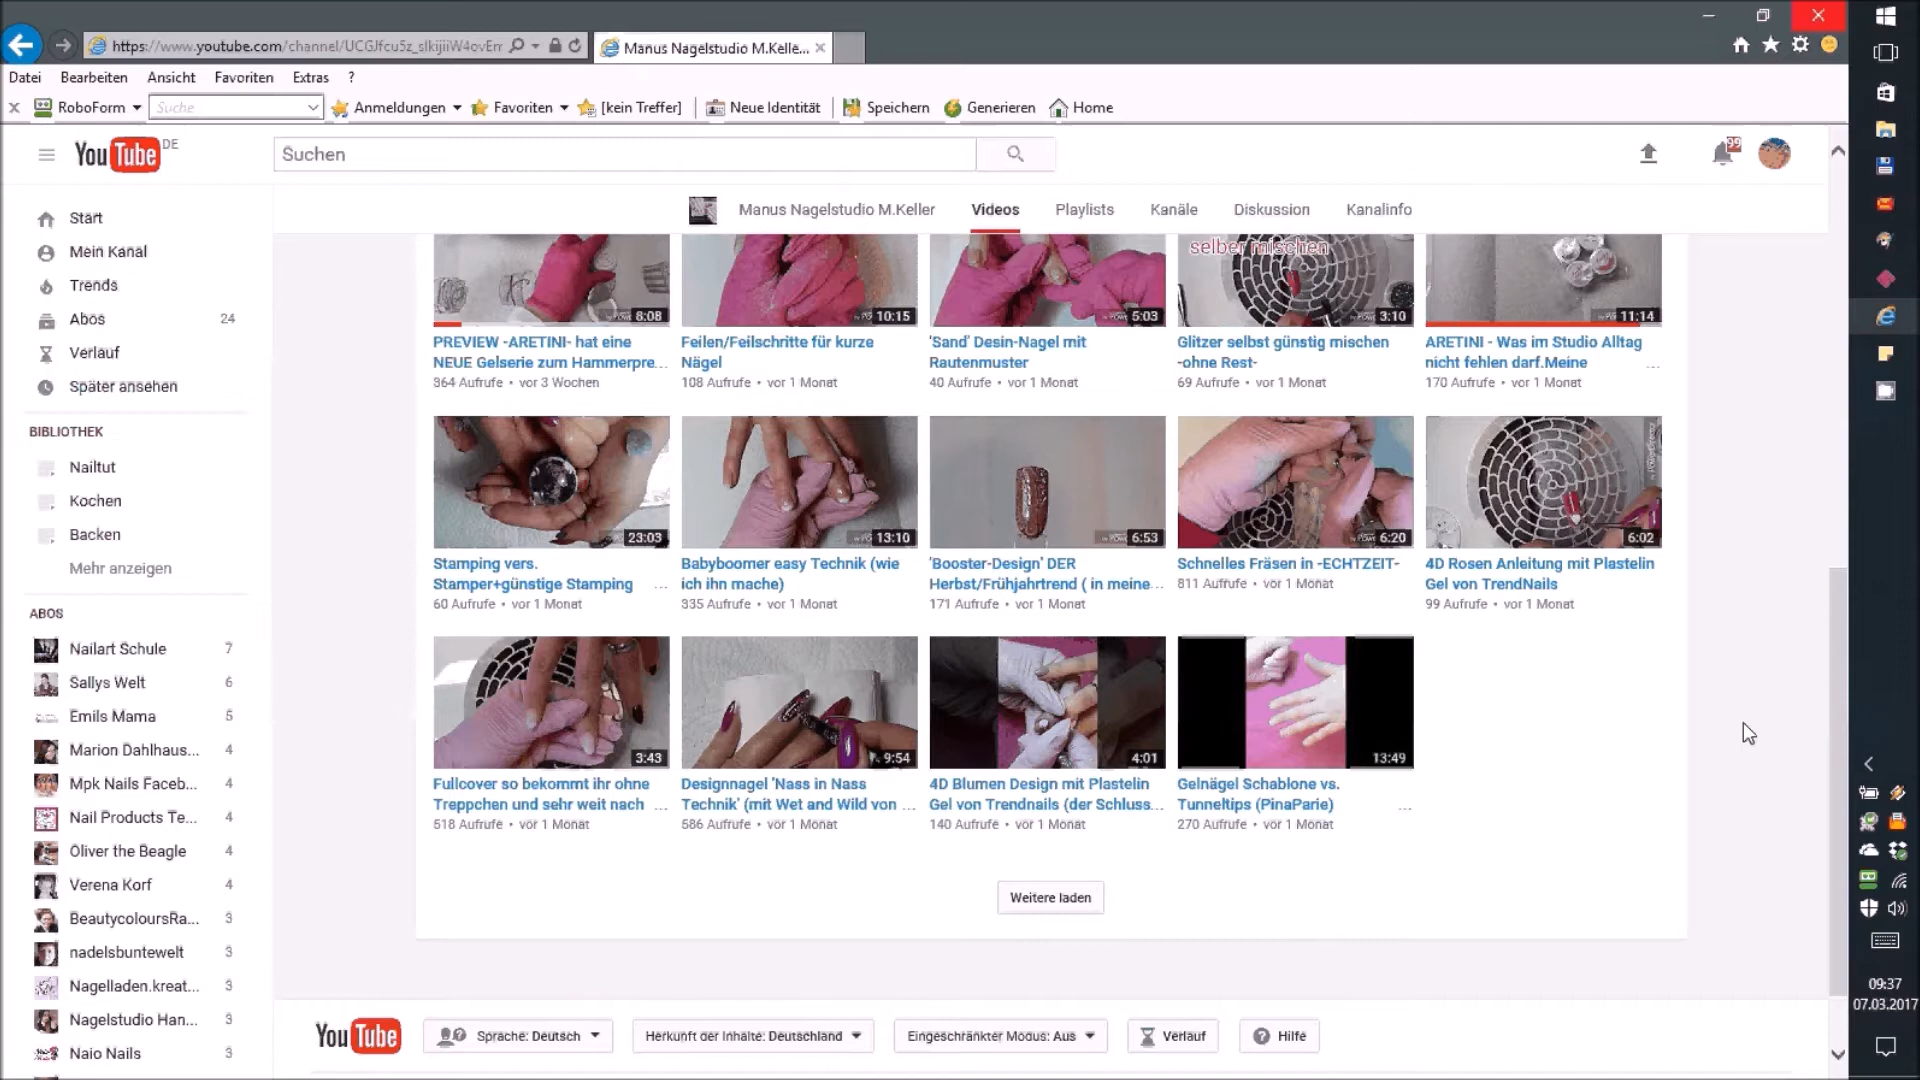 https://www.youtube.com/channel/
Manus Nagelstudio M.Kelle...
Datei Bearbeiten Ansicht Favoriten Extras ?
RoboForm Suche Anmeldungen Favoriten [kein Treffer] Neue Identität Speichern Generieren Home
YouTube DE Suchen 99
Manus Nagelstudio M.Keller Videos Playlists Kanäle Diskussion Kanalinfo
Start
Mein Kanal
Trends
Abos 24
Verlauf
Später ansehen
BIBLIOTHEK
Nailtut
Kochen
Backen
Mehr anzeigen
ABOS
Nailart Schule 7
Sallys Welt 6
Emils Mama 5
Marion Dahlhaus... 4
Mpk Nails Faceb... 4
Nail Products Te... 4
Oliver the Beagle 4
Verena Korf 4
BeautycoloursRa... 3
nadelsbuntewelt 3
Nagelladen.kreat... 3
Nagelstudio Han... 3
Naio Nails 3
selber mischen
8:08 10:15 5:03 3:10 11:14
PREVIEW -ARETINI- hat eine
NEUE Gelserie zum Hammerpre...
364 Aufrufe • vor 3 Wochen
Feilen/Feilschritte für kurze
Nägel
108 Aufrufe • vor 1 Monat
'Sand' Desin-Nagel mit
Rautenmuster
40 Aufrufe • vor 1 Monat
Glitzer selbst günstig mischen
-ohne Rest-
69 Aufrufe • vor 1 Monat
ARETINI - Was im Studio Alltag
nicht fehlen darf.Meine ...
170 Aufrufe • vor 1 Monat
23:03 13:10 6:53 6:20 6:02
Stamping vers.
Stamper+günstige Stamping ...
60 Aufrufe • vor 1 Monat
Babyboomer easy Technik (wie
ich ihn mache)
335 Aufrufe • vor 1 Monat
'Booster-Design' DER
Herbst/Frühjahrtrend ( in meine...
171 Aufrufe • vor 1 Monat
Schnelles Fräsen in -ECHTZEIT-
811 Aufrufe • vor 1 Monat
4D Rosen Anleitung mit Plastelin
Gel von TrendNails
99 Aufrufe • vor 1 Monat
3:43 9:54 4:01 13:49
Fullcover so bekommt ihr ohne
Treppchen und sehr weit nach ...
518 Aufrufe • vor 1 Monat
Designnagel 'Nass in Nass
Technik' (mit Wet and Wild von ...
586 Aufrufe • vor 1 Monat
4D Blumen Design mit Plastelin
Gel von Trendnails (der Schluss...
140 Aufrufe • vor 1 Monat
Gelnägel Schablone vs.
Tunneltips (PinaParie) ...
270 Aufrufe • vor 1 Monat
Weitere laden
YouTube Sprache: Deutsch Herkunft der Inhalte: Deutschland Eingeschränkter Modus: Aus Verlauf Hilfe
09:37
07.03.2017